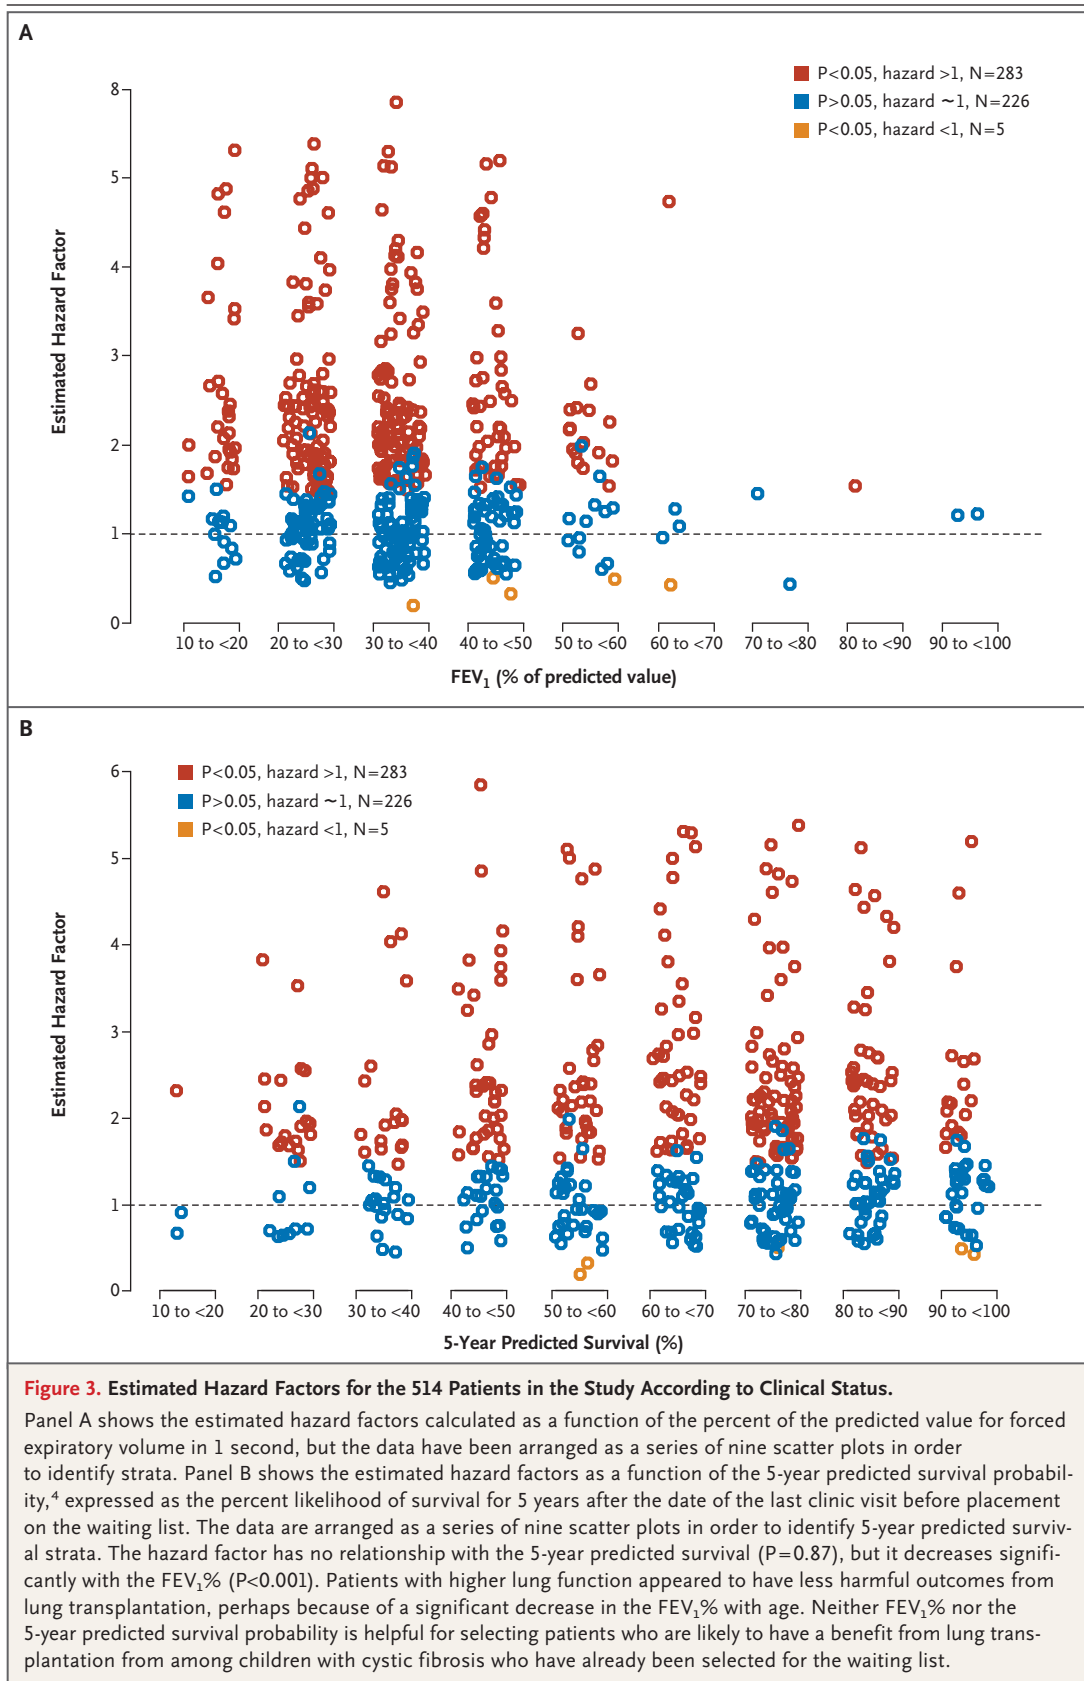 A
P<0.05, hazard >1, N=283
P>0.05, hazard ~1, N=226
P<0.05, hazard <1, N=5
Estimated Hazard Factor
8
5
4
3
2
1
0
10 to <20 20 to <30 30 to <40 40 to <50 50 to <60 60 to <70 70 to <80 80 to <90 90 to <100
FEV1 (% of predicted value)
B
P<0.05, hazard >1, N=283
P>0.05, hazard ~1, N=226
P<0.05, hazard <1, N=5
Estimated Hazard Factor
6
5
4
3
2
1
0
10 to <20 20 to <30 30 to <40 40 to <50 50 to <60 60 to <70 70 to <80 80 to <90 90 to <100
5-Year Predicted Survival (%)
Figure 3. Estimated Hazard Factors for the 514 Patients in the Study According to Clinical Status.
Panel A shows the estimated hazard factors calculated as a function of the percent of the predicted value for forced
expiratory volume in 1 second, but the data have been arranged as a series of nine scatter plots in order
to identify strata. Panel B shows the estimated hazard factors as a function of the 5-year predicted survival probabil-
ity,4 expressed as the percent likelihood of survival for 5 years after the date of the last clinic visit before placement
on the waiting list. The data are arranged as a series of nine scatter plots in order to identify 5-year predicted surviv-
al strata. The hazard factor has no relationship with the 5-year predicted survival (P=0.87), but it decreases signifi-
cantly with the FEV1% (P<0.001). Patients with higher lung function appeared to have less harmful outcomes from
lung transplantation, perhaps because of a significant decrease in the FEV1% with age. Neither FEV1% nor the
5-year predicted survival probability is helpful for selecting patients who are likely to have a benefit from lung trans-
plantation from among children with cystic fibrosis who have already been selected for the waiting list.